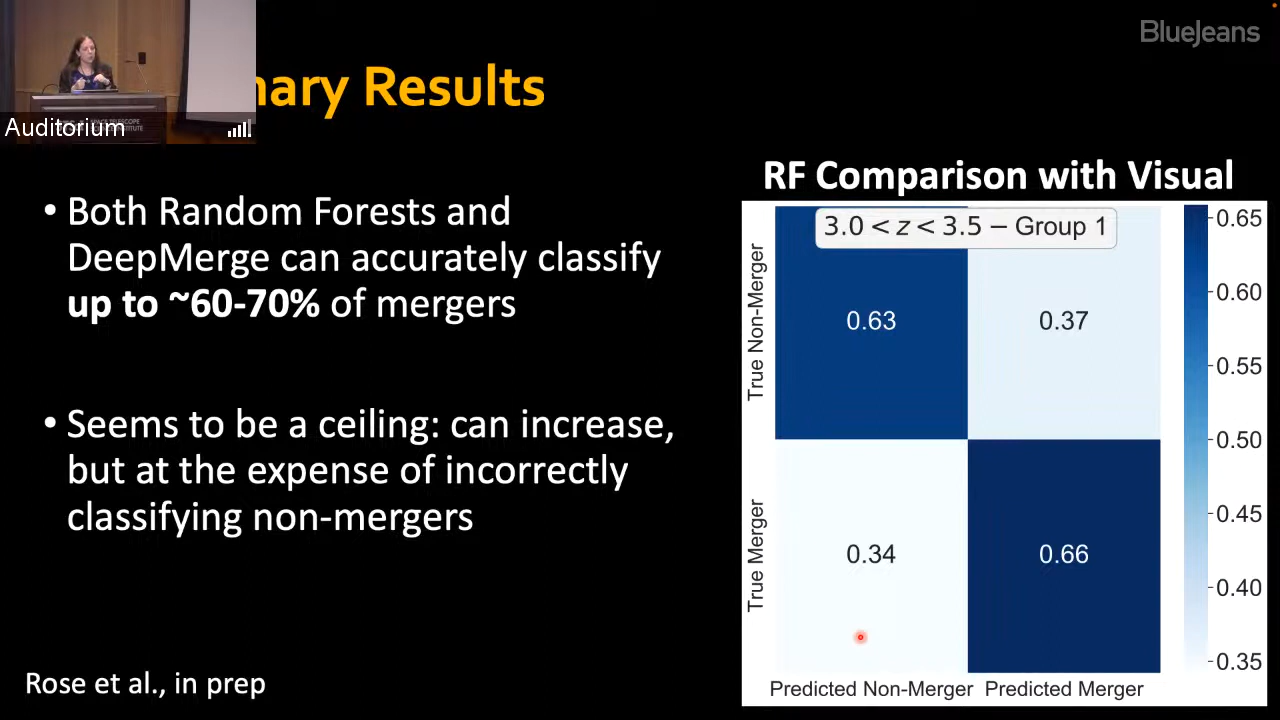 BlueJeans
nary Results
Auditorium
SPACE TELESCOPE
INSTITUTE
• Both Random Forests and
DeepMerge can accurately classify
up to ~60-70% of mergers
• Seems to be a ceiling: can increase,
but at the expense of incorrectly
classifying non-mergers
Rose et al., in prep
RF Comparison with Visual
3.0 < z < 3.5 − Group 1
True Non-Merger
0.63
0.37
True Merger
0.34
0.66
Predicted Non-Merger
Predicted Merger
0.65
0.60
0.55
0.50
0.45
0.40
0.35